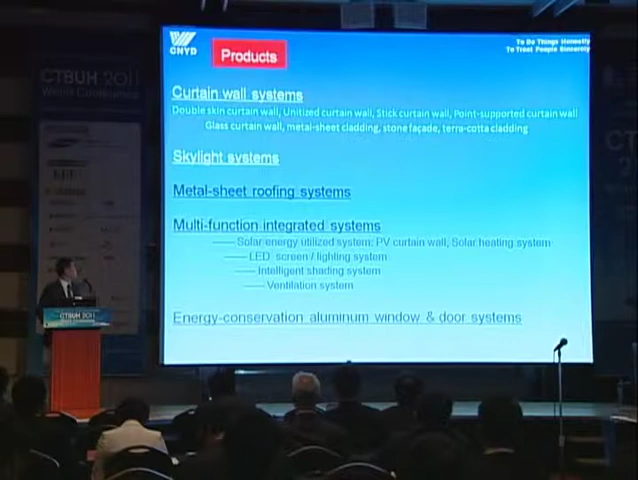 CTBUH 2011
World Conference
CNYD
Products
To Do Things Honestly
To Treat People Sincerely
Curtain wall systems
Double skin curtain wall, Unitized curtain wall, Stick curtain wall, Point-supported curtain wall
Glass curtain wall, metal-sheet cladding, stone façade, terra-cotta cladding
Skylight systems
Metal-sheet roofing systems
Multi-function integrated systems
—— Solar energy utilized system: PV curtain wall, Solar heating system
—— LED screen / lighting system
—— Intelligent shading system
—— Ventilation system
Energy-conservation aluminum window & door systems
CTBUH 2011
World Conference
CT